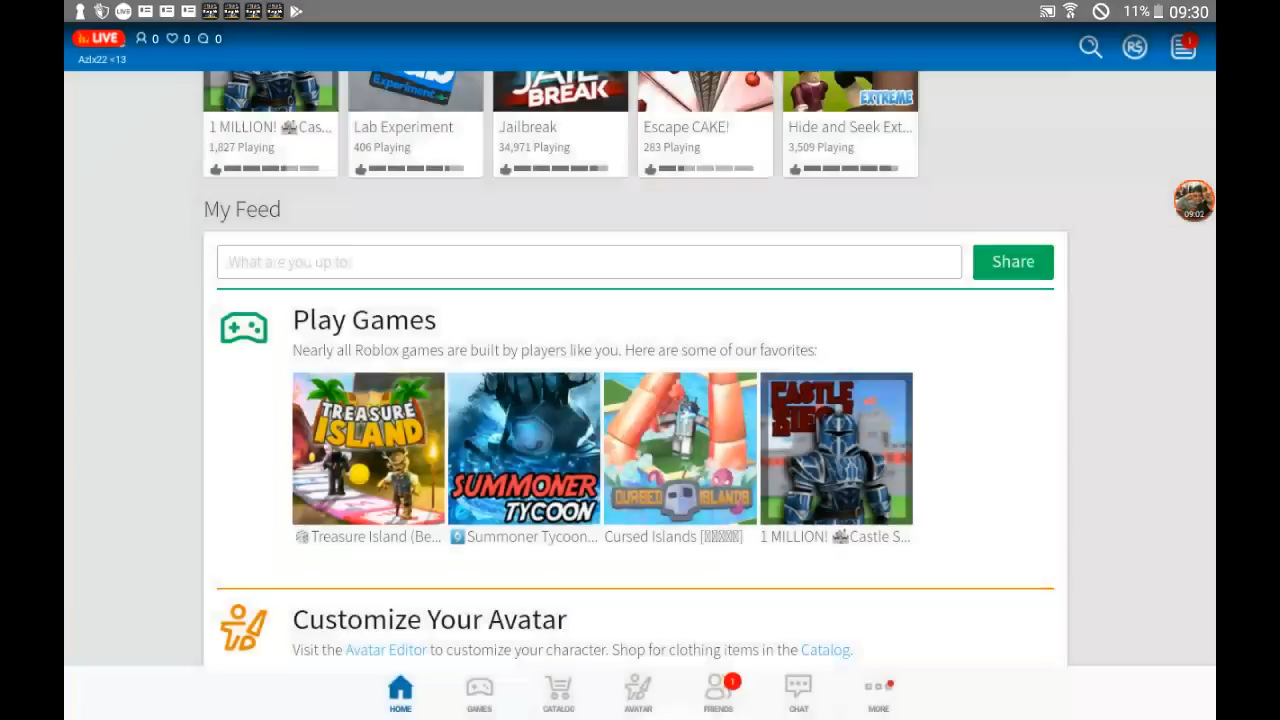 LIVE 11% 09:30
LIVE 0 0 0
Azlx22 <13
R$ 1
Experiment
JAIL
BREAK
EXTREME
1 MILLION! Cas...
Lab Experiment
Jailbreak
Escape CAKE!
Hide and Seek Ext...
1,827 Playing
406 Playing
34,971 Playing
283 Playing
3,509 Playing
09:02
My Feed
What are you up to
Share
Play Games
Nearly all Roblox games are built by players like you. Here are some of our favorites:
TREASURE
ISLAND
SUMMONER
TYCOON
CURSED ISLANDS
CASTLE
Treasure Island (Be...
Summoner Tycoon...
Cursed Islands
1 MILLION! Castle S...
Customize Your Avatar
Visit the Avatar Editor to customize your character. Shop for clothing items in the Catalog.
1
HOME
GAMES
CATALOG
AVATAR
FRIENDS
CHAT
MORE